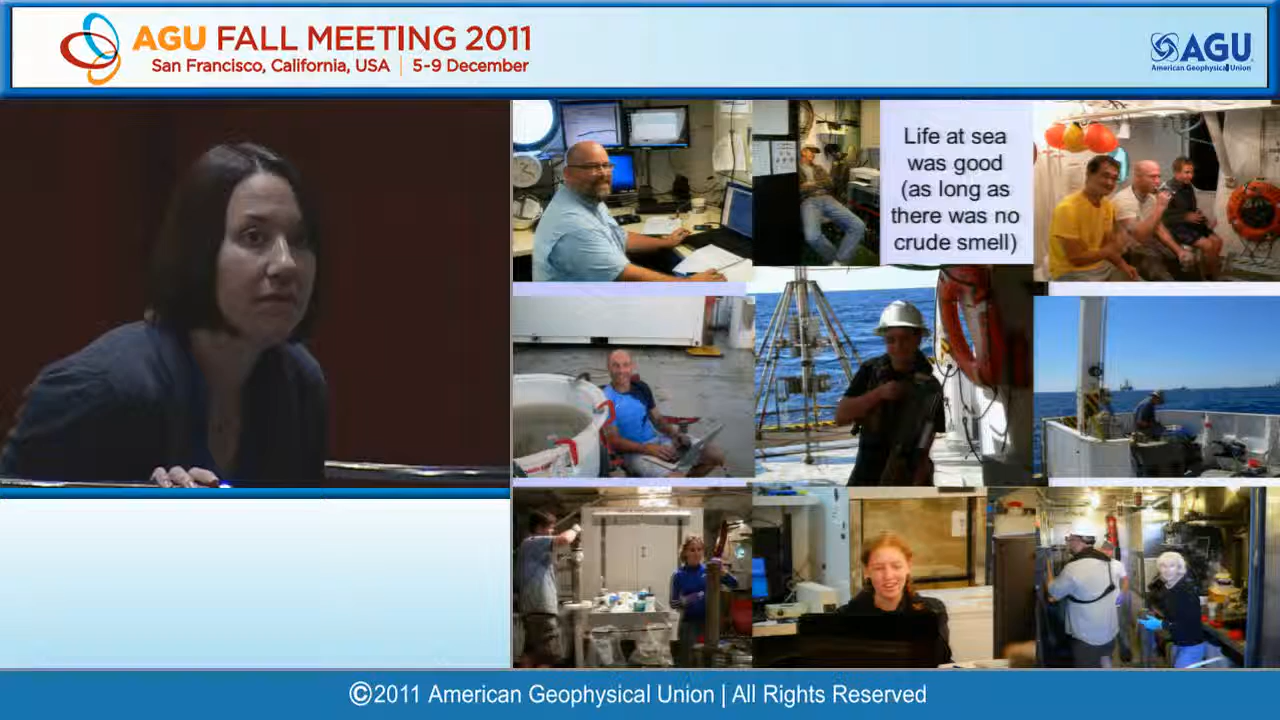 AGU FALL MEETING 2011
San Francisco, California, USA | 5-9 December
AGU
American Geophysical Union
Life at sea
was good
(as long as
there was no
crude smell)
©2011 American Geophysical Union | All Rights Reserved